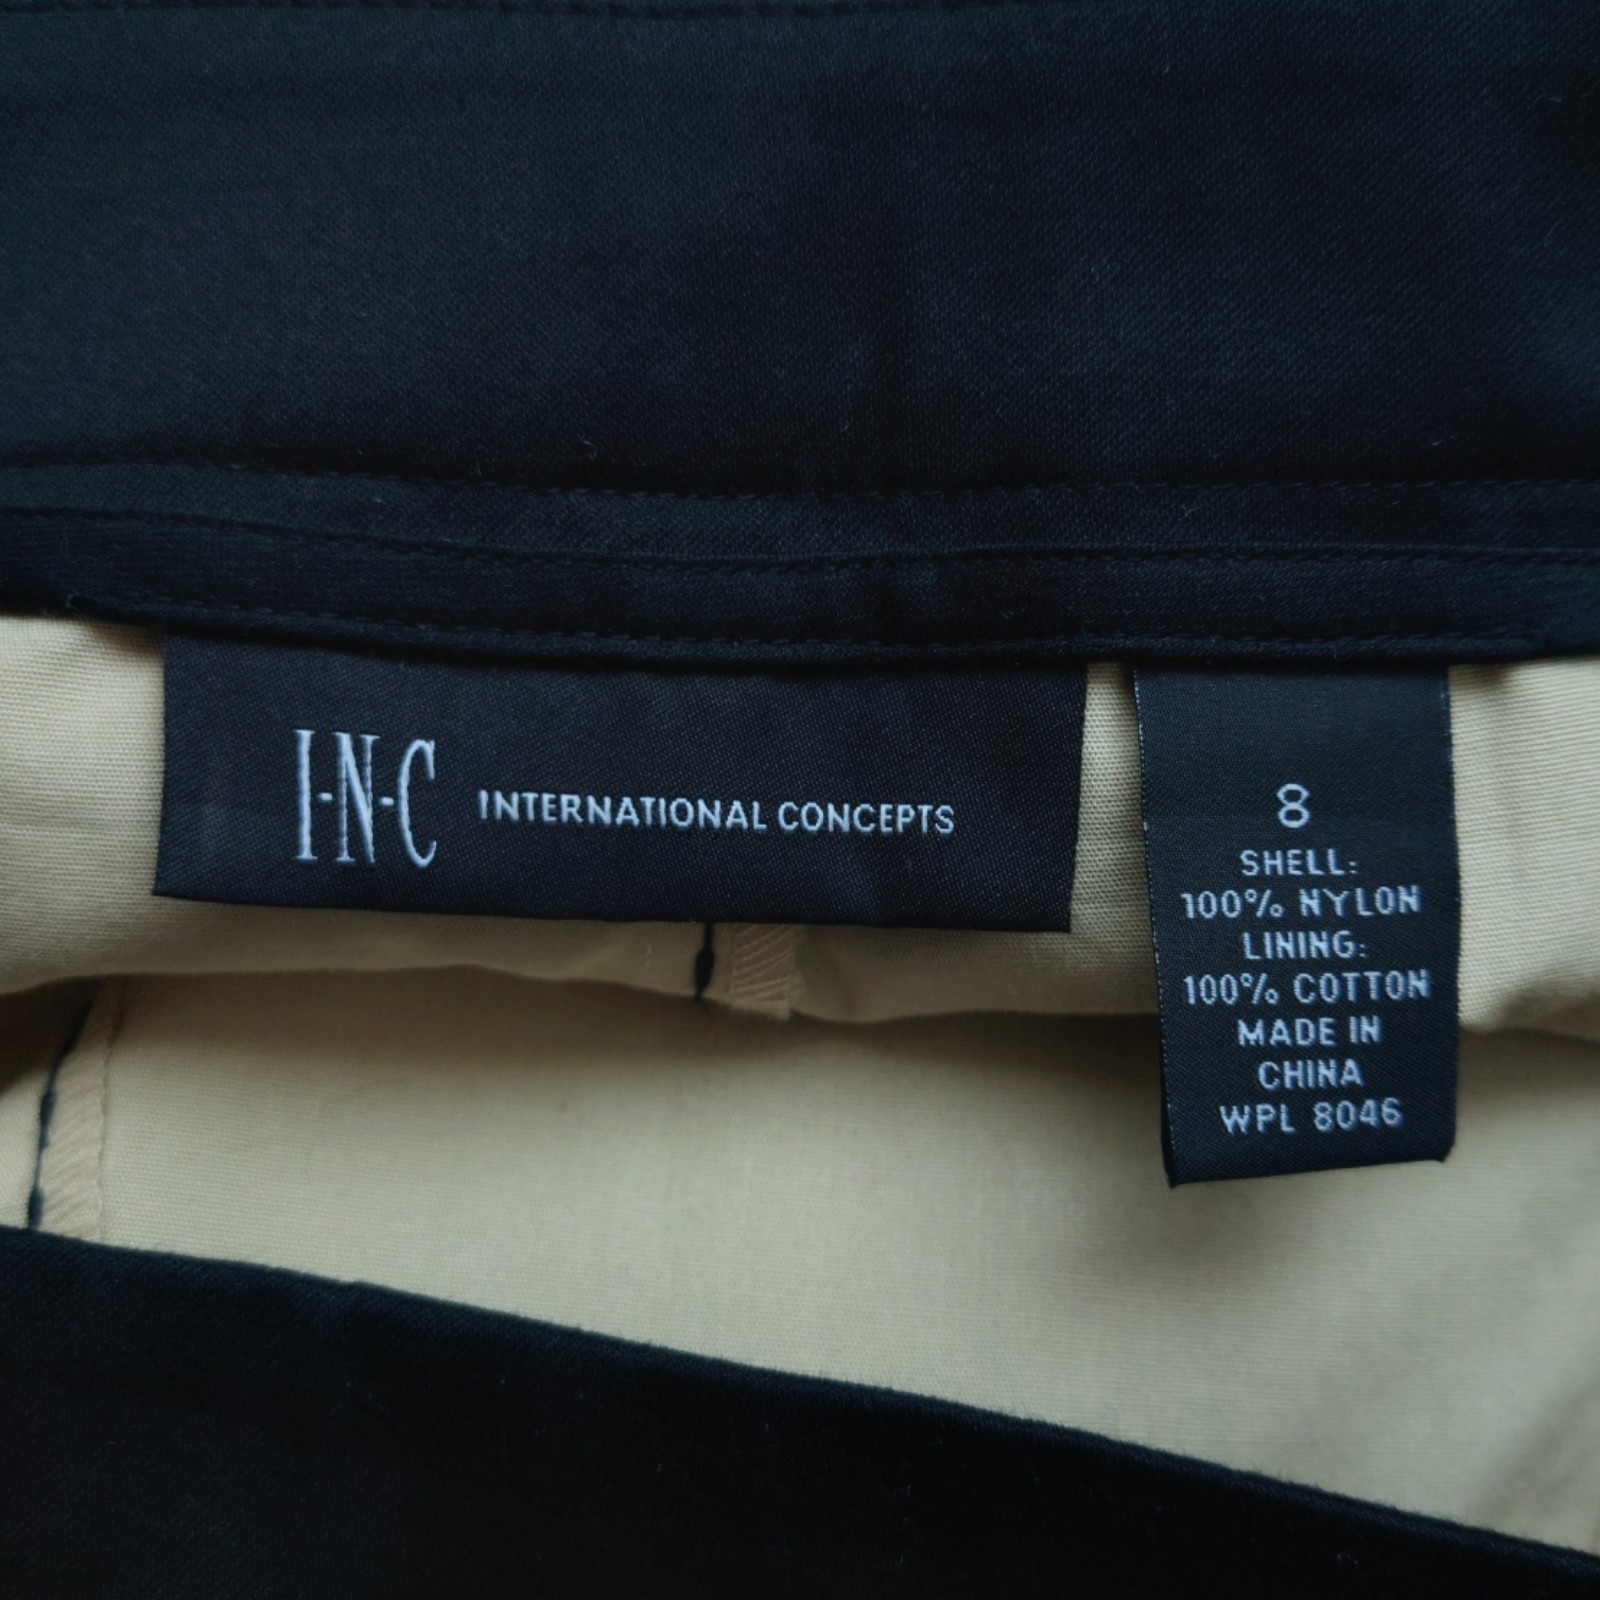 I-N-C INTERNATIONAL CONCEPTS
8
SHELL:
100% NYLON
LINING:
100% COTTON
MADE IN
CHINA
WPL 8046